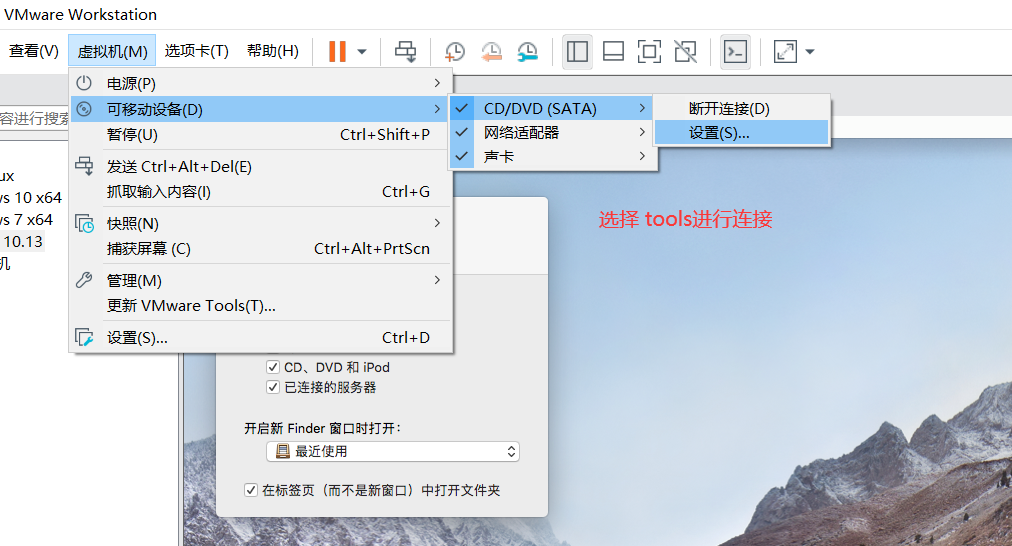 VMware Workstation
查看(V) 虚拟机(M) 选项卡(T) 帮助(H)
电源(P)
可移动设备(D)
暂停(U) Ctrl+Shift+P
发送 Ctrl+Alt+Del(E)
抓取输入内容(I) Ctrl+G
快照(N)
捕获屏幕 (C) Ctrl+Alt+PrtScn
管理(M)
更新 VMware Tools(T)...
设置(S)... Ctrl+D
CD/DVD (SATA)
网络适配器
声卡
断开连接(D)
设置(S)...
容进行搜索
ux
vs 10 x64
vs 7 x64
10.13
机
选择 tools进行连接
CD、DVD 和 iPod
已连接的服务器
开启新 Finder 窗口时打开：
最近使用
在标签页（而不是新窗口）中打开文件夹